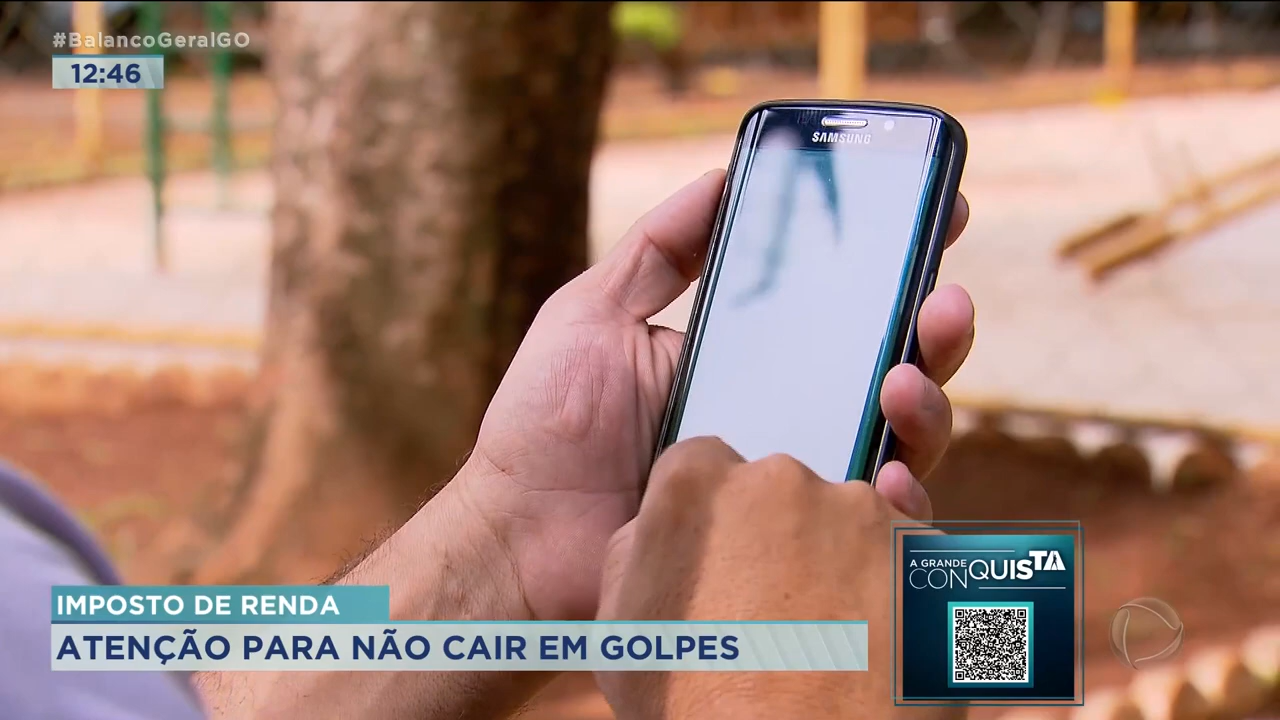 #BalancoGeralGO
12:46
SAMSUNG
IMPOSTO DE RENDA
ATENÇÃO PARA NÃO CAIR EM GOLPES
A GRANDE
CONQUISTA